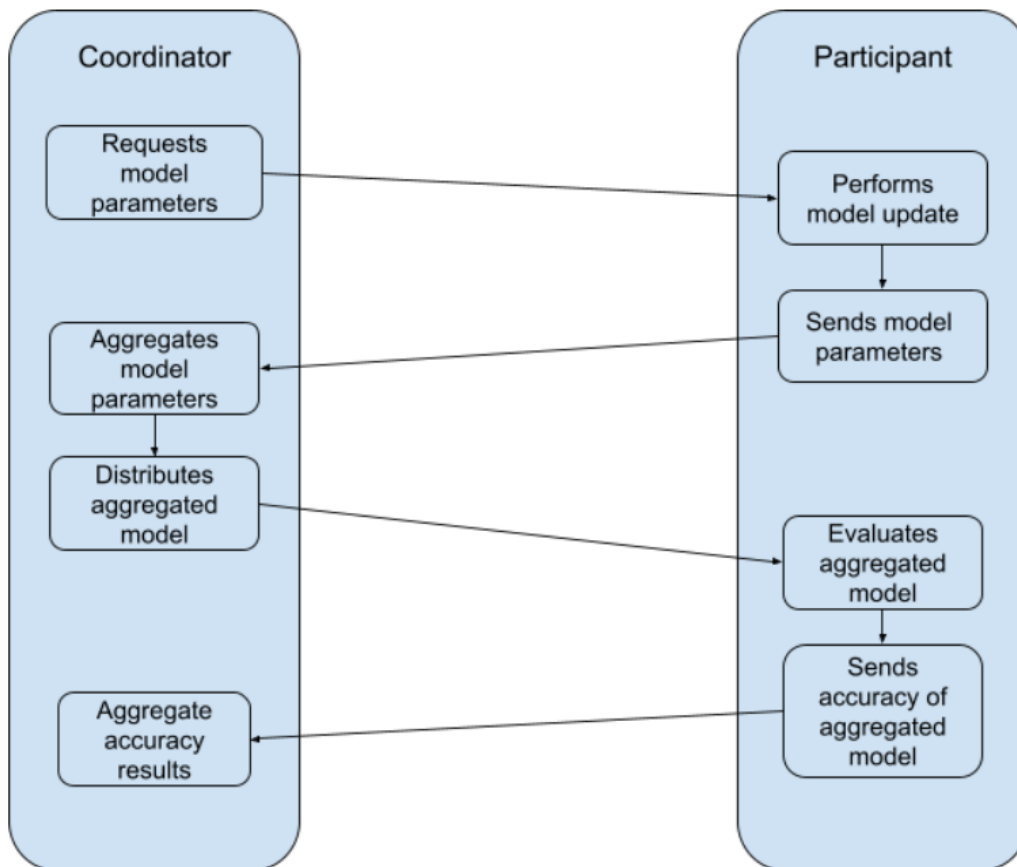 Coordinator
Requests
model
parameters
Aggregates
model
parameters
Distributes
aggregated
model
Aggregate
accuracy
results
Participant
Performs
model update
Sends model
parameters
Evaluates
aggregated
model
Sends
accuracy of
aggregated
model